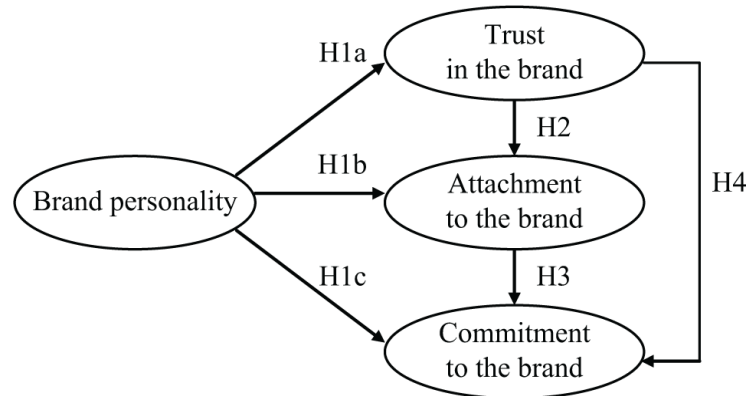 Trust
in the brand
H1a
H2
H1b
Attachment
to the brand
H4
Brand personality
H1c
H3
Commitment
to the brand